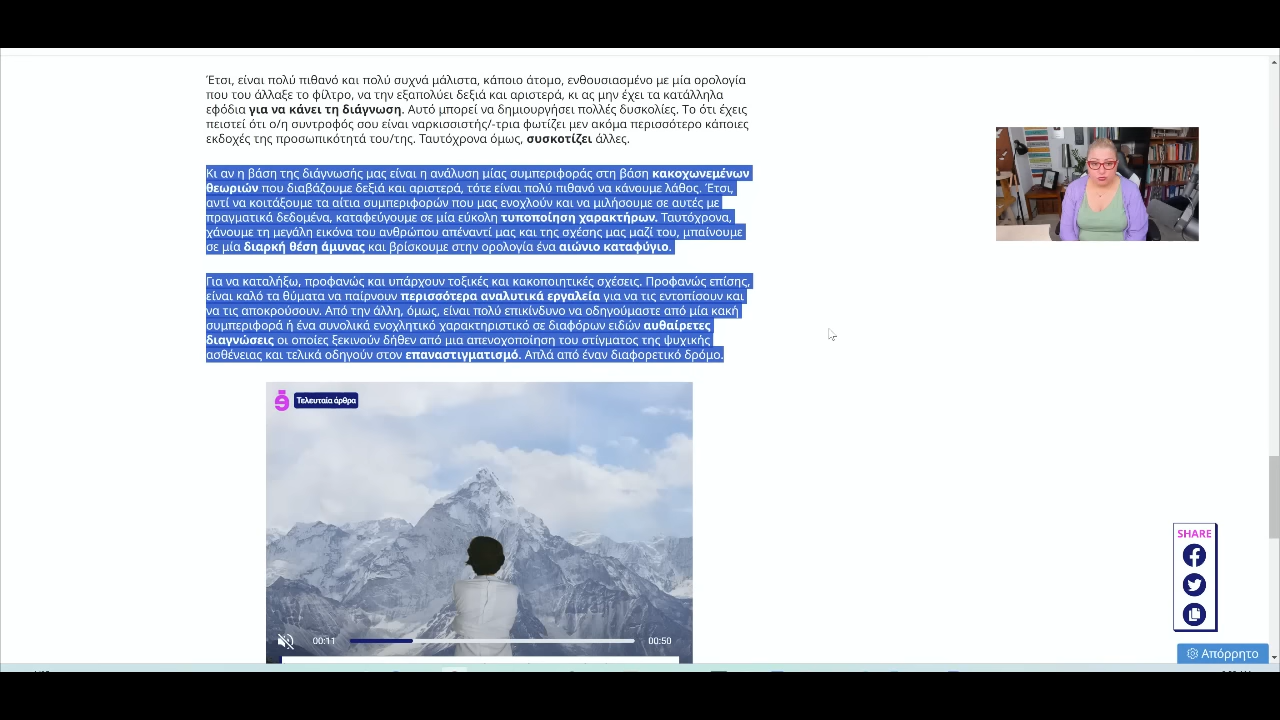 Έτσι, είναι πολύ πιθανό και πολύ συχνά μάλιστα, κάποιο άτομο, ενθουσιασμένο με μία ορολογία
που του άλλαξε το φίλτρο, να την εξαπολύει δεξιά και αριστερά, κι ας μην έχει τα κατάλληλα
εφόδια για να κάνει τη διάγνωση. Αυτό μπορεί να δημιουργήσει πολλές δυσκολίες. Το ότι έχεις
πειστεί ότι ο/η συντροφός σου είναι ναρκισσιστής/-τρια φωτίζει μεν ακόμα περισσότερο κάποιες
εκδοχές της προσωπικότητά του/της. Ταυτόχρονα όμως, συσκοτίζει άλλες.
Κι αν η βάση της διάγνωσής μας είναι η ανάλυση μίας συμπεριφοράς στη βάση κακοχωνεμένων
θεωριών που διαβάζουμε δεξιά και αριστερά, τότε είναι πολύ πιθανό να κάνουμε λάθος. Έτσι,
αντί να κοιτάξουμε τα αίτια συμπεριφορών που μας ενοχλούν και να μιλήσουμε σε αυτές με
πραγματικά δεδομένα, καταφεύγουμε σε μία εύκολη τυποποίηση χαρακτήρων. Ταυτόχρονα,
χάνουμε τη μεγάλη εικόνα του ανθρώπου απέναντί μας και της σχέσης μας μαζί του, μπαίνουμε
σε μία διαρκή θέση άμυνας και βρίσκουμε στην ορολογία ένα αιώνιο καταφύγιο.
Για να καταλήξω, προφανώς και υπάρχουν τοξικές και κακοποιητικές σχέσεις. Προφανώς επίσης,
είναι καλό τα θύματα να παίρνουν περισσότερα αναλυτικά εργαλεία για να τις εντοπίσουν και
να τις αποκρούσουν. Από την άλλη, όμως, είναι πολύ επικίνδυνο να οδηγούμαστε από μία κακή
συμπεριφορά ή ένα συνολικά ενοχλητικό χαρακτηριστικό σε διαφόρων ειδών αυθαίρετες
διαγνώσεις οι οποίες ξεκινούν δήθεν από μια απενοχοποίηση του στίγματος της ψυχικής
ασθένειας και τελικά οδηγούν στον επαναστιγματισμό. Απλά από έναν διαφορετικό δρόμο.
Τελευταία άρθρα
00:11
00:50
SHARE
Απόρρητο